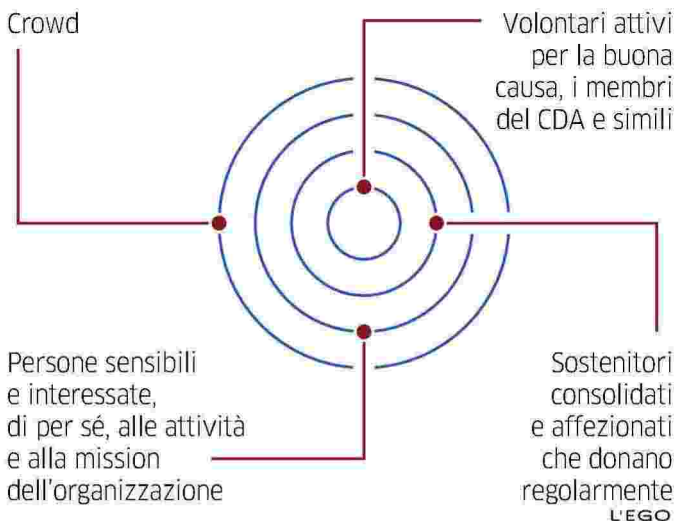 Crowd
Volontari attivi
per la buona
causa, i membri
del CDA e simili
Persone sensibili
e interessate,
di per sé, alle attività
e alla mission
dell'organizzazione
Sostenitori
consolidati
e affezionati
che donano
regolarmente
L'EGO